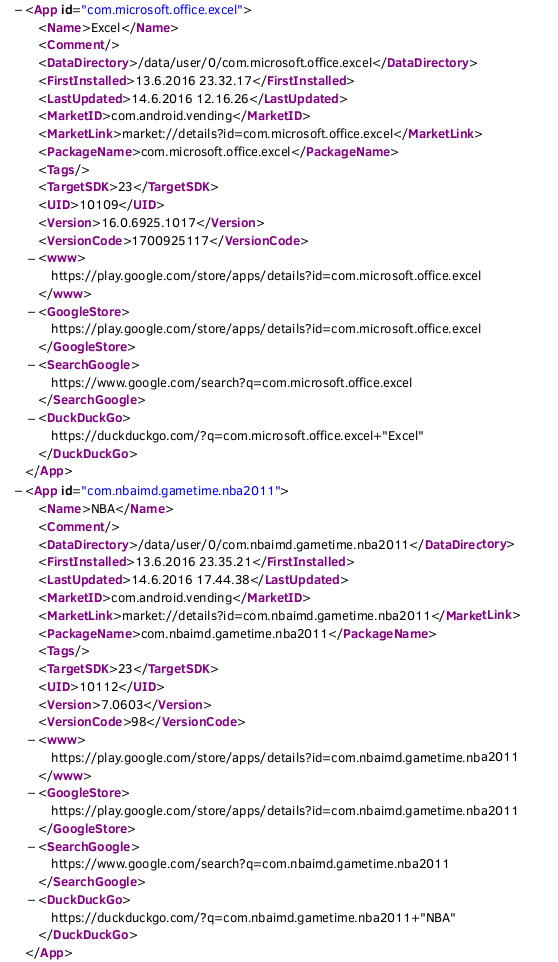 −<App id="com.microsoft.office.excel">
<Name>Excel</Name>
<Comment/>
<DataDirectory>/data/user/0/com.microsoft.office.excel</DataDirectory>
<FirstInstalled>13.6.2016 23.32.17</FirstInstalled>
<LastUpdated>14.6.2016 12.16.26</LastUpdated>
<MarketID>com.android.vending</MarketID>
<MarketLink>market://details?id=com.microsoft.office.excel</MarketLink>
<PackageName>com.microsoft.office.excel</PackageName>
<Tags/>
<TargetSDK>23</TargetSDK>
<UID>10109</UID>
<Version>16.0.6925.1017</Version>
<VersionCode>1700925117</VersionCode>
−<www>
https://play.google.com/store/apps/details?id=com.microsoft.office.excel
</www>
−<GoogleStore>
https://play.google.com/store/apps/details?id=com.microsoft.office.excel
</GoogleStore>
−<SearchGoogle>
https://www.google.com/search?q=com.microsoft.office.excel
</SearchGoogle>
−<DuckDuckGo>
https://duckduckgo.com/?q=com.microsoft.office.excel+"Excel"
</DuckDuckGo>
</App>
−<App id="com.nbaimd.gametime.nba2011">
<Name>NBA</Name>
<Comment/>
<DataDirectory>/data/user/0/com.nbaimd.gametime.nba2011</DataDirectory>
<FirstInstalled>13.6.2016 23.35.21</FirstInstalled>
<LastUpdated>14.6.2016 17.44.38</LastUpdated>
<MarketID>com.android.vending</MarketID>
<MarketLink>market://details?id=com.nbaimd.gametime.nba2011</MarketLink>
<PackageName>com.nbaimd.gametime.nba2011</PackageName>
<Tags/>
<TargetSDK>23</TargetSDK>
<UID>10112</UID>
<Version>7.0603</Version>
<VersionCode>98</VersionCode>
−<www>
https://play.google.com/store/apps/details?id=com.nbaimd.gametime.nba2011
</www>
−<GoogleStore>
https://play.google.com/store/apps/details?id=com.nbaimd.gametime.nba2011
</GoogleStore>
−<SearchGoogle>
https://www.google.com/search?q=com.nbaimd.gametime.nba2011
</SearchGoogle>
−<DuckDuckGo>
https://duckduckgo.com/?q=com.nbaimd.gametime.nba2011+"NBA"
</DuckDuckGo>
</App>